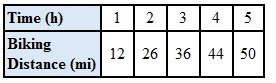 Time (h) 1 2 3 4 5
Biking
Distance (mi) 12 26 36 44 50